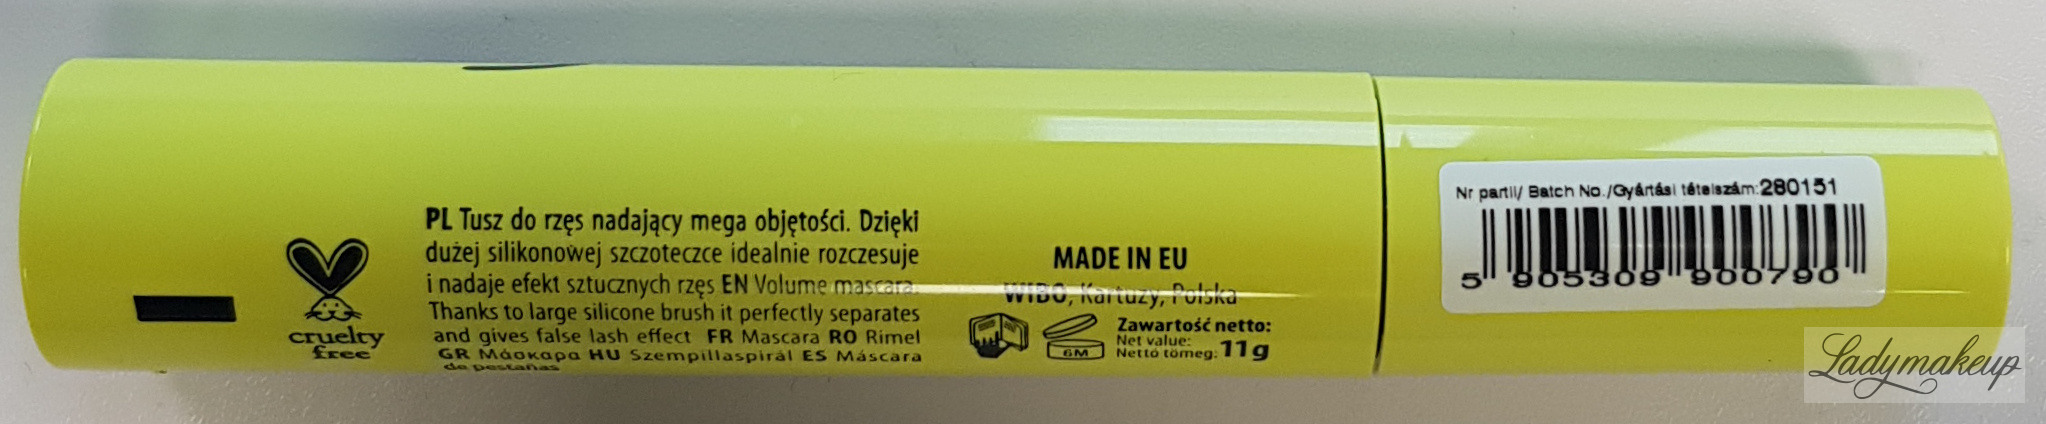 PL Tusz do rzęs nadający mega objętości. Dzięki
dużej silikonowej szczoteczce idealnie rozczesuje
i nadaje efekt sztucznych rzęs EN Volume mascara.
Thanks to large silicone brush it perfectly separates
and gives false lash effect FR Mascara RO Rimel
GR Μάσκαρα HU Szempillaspirál ES Máscara
de pestañas
cruelty
free
MADE IN EU
WIBO, Kartuzy, Polska
6M
Zawartość netto:
Net value:
Nettó tömeg: 11g
Nr partii/ Batch No./Gyártási tételszám:280151
5 905309 900790
Ladymakeup